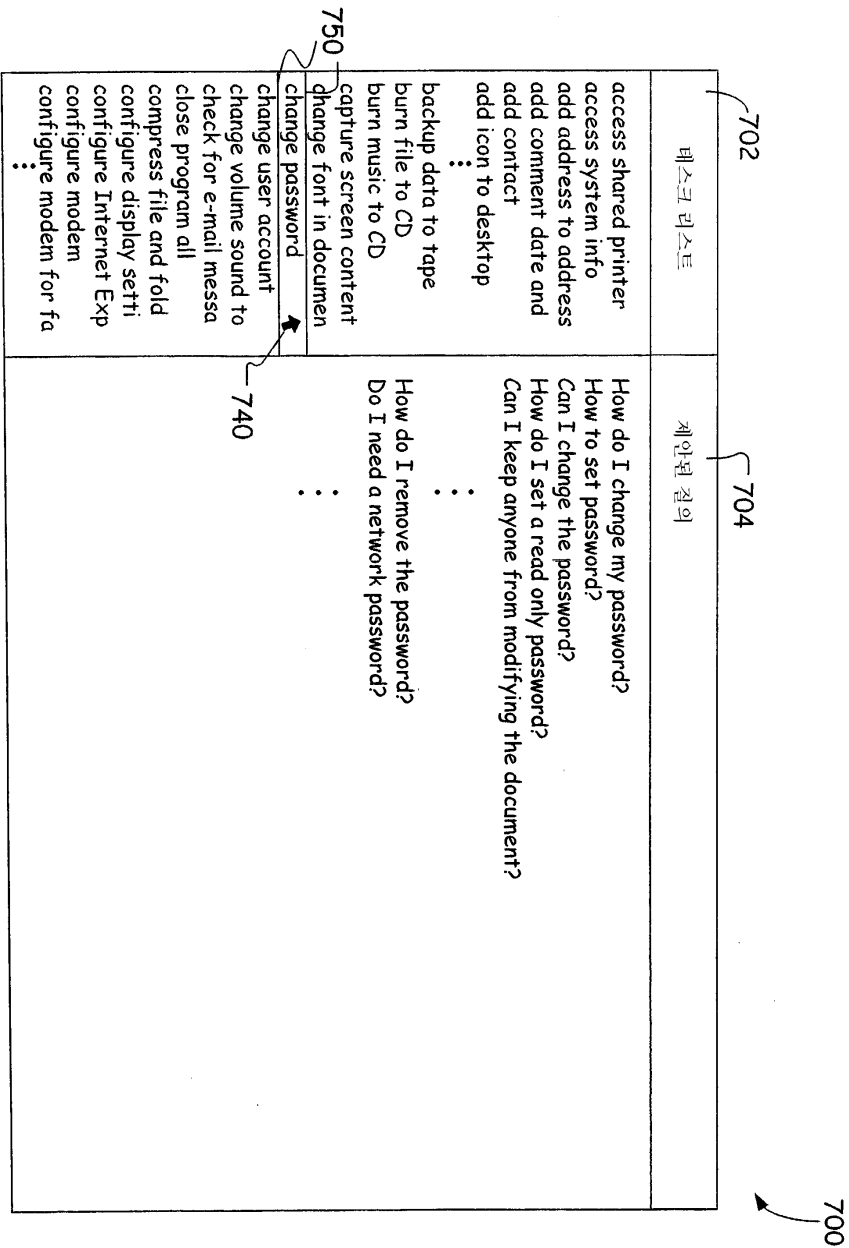 700
702
704
태스크 리스트
제안된 질의
access shared printer
access system info
add address to address
add comment date and
add contact
add icon to desktop
backup data to tape
burn file to CD
burn music to CD
capture screen content
change font in documen
change password
change user account
change volume sound to
check for e-mail messa
close program all
compress file and fold
configure display setti
configure Internet Exp
configure modem
configure modem for fa
750
740
How do I change my password?
How to set password?
Can I change the password?
How do I set a read only password?
Can I keep anyone from modifying the document?
How do I remove the password?
Do I need a network password?